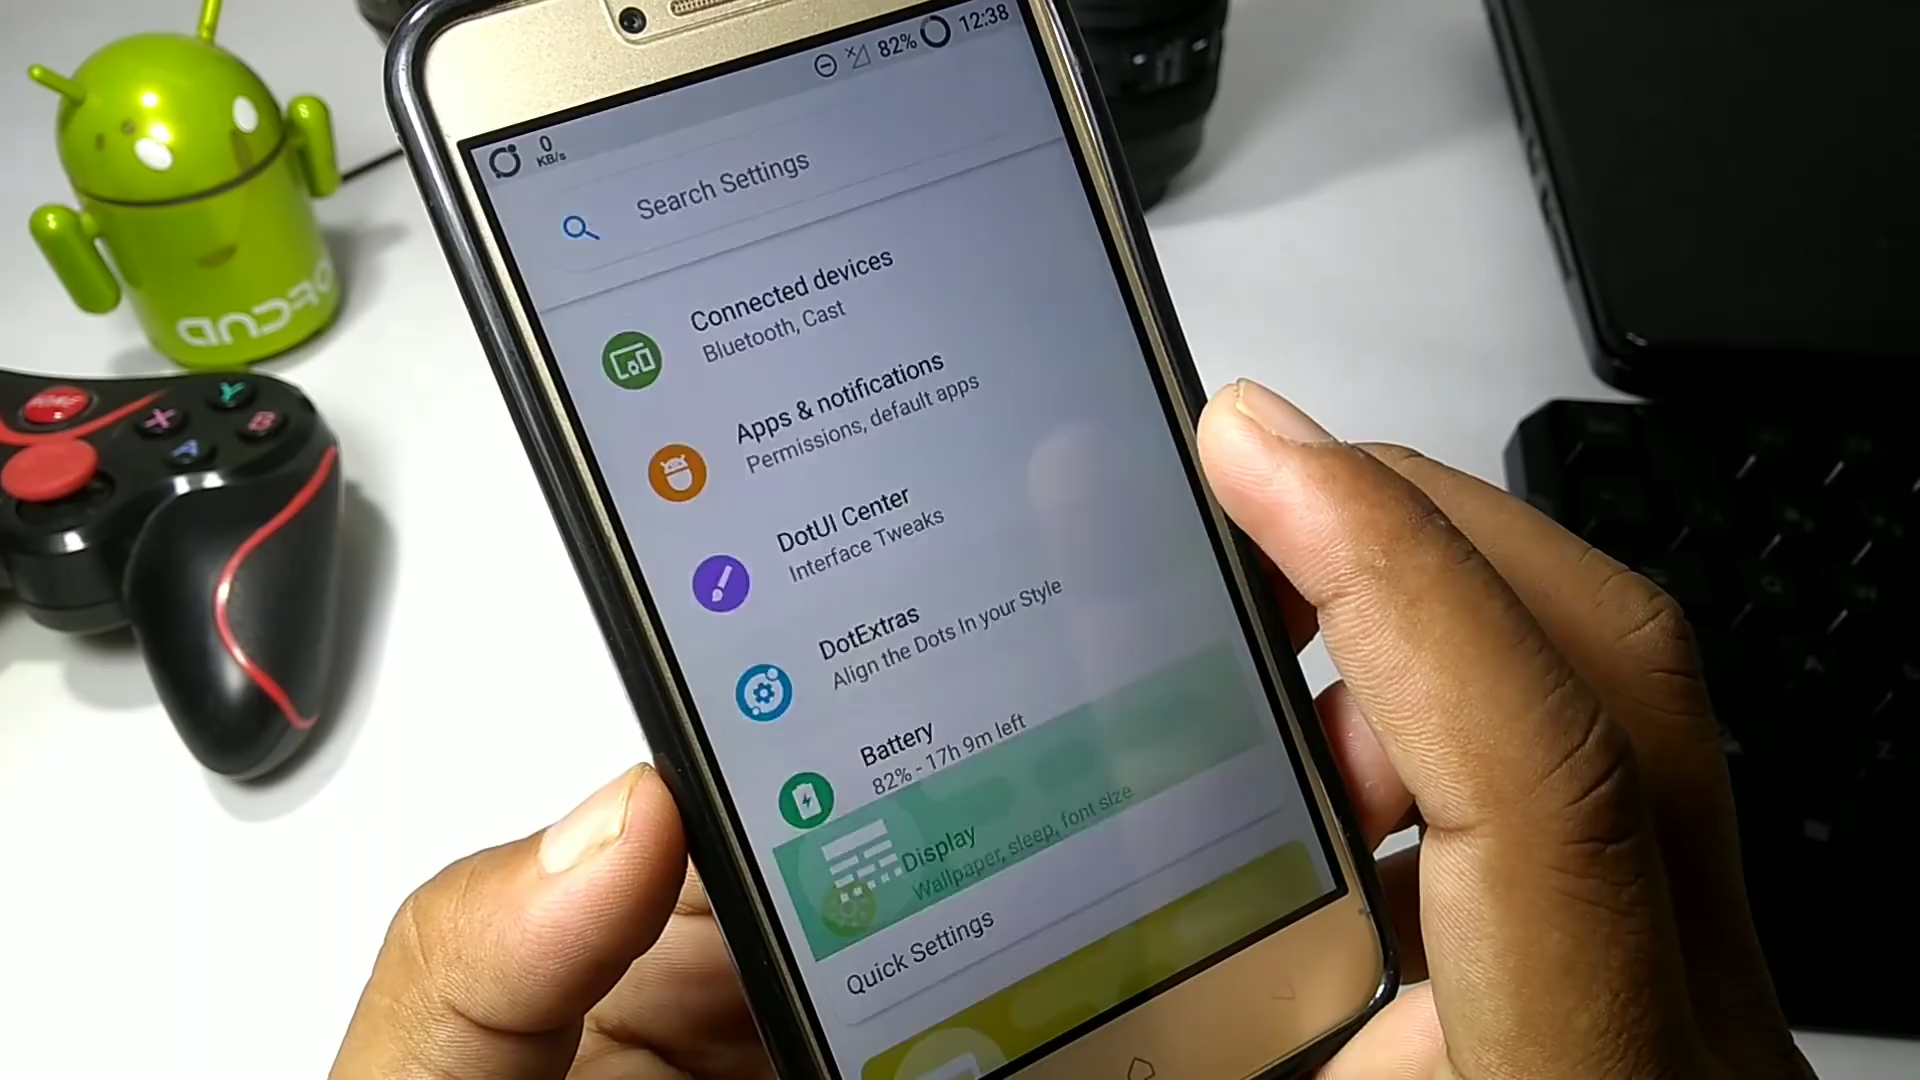 82% 12:38
0
KB/s
Search Settings
Connected devices
Bluetooth, Cast
Apps & notifications
Permissions, default apps
DotUI Center
Interface Tweaks
DotExtras
Align the Dots In your Style
Battery
82% - 17h 9m left
Display
Wallpaper, sleep, font size
Quick Settings
HOME
Y
X
A